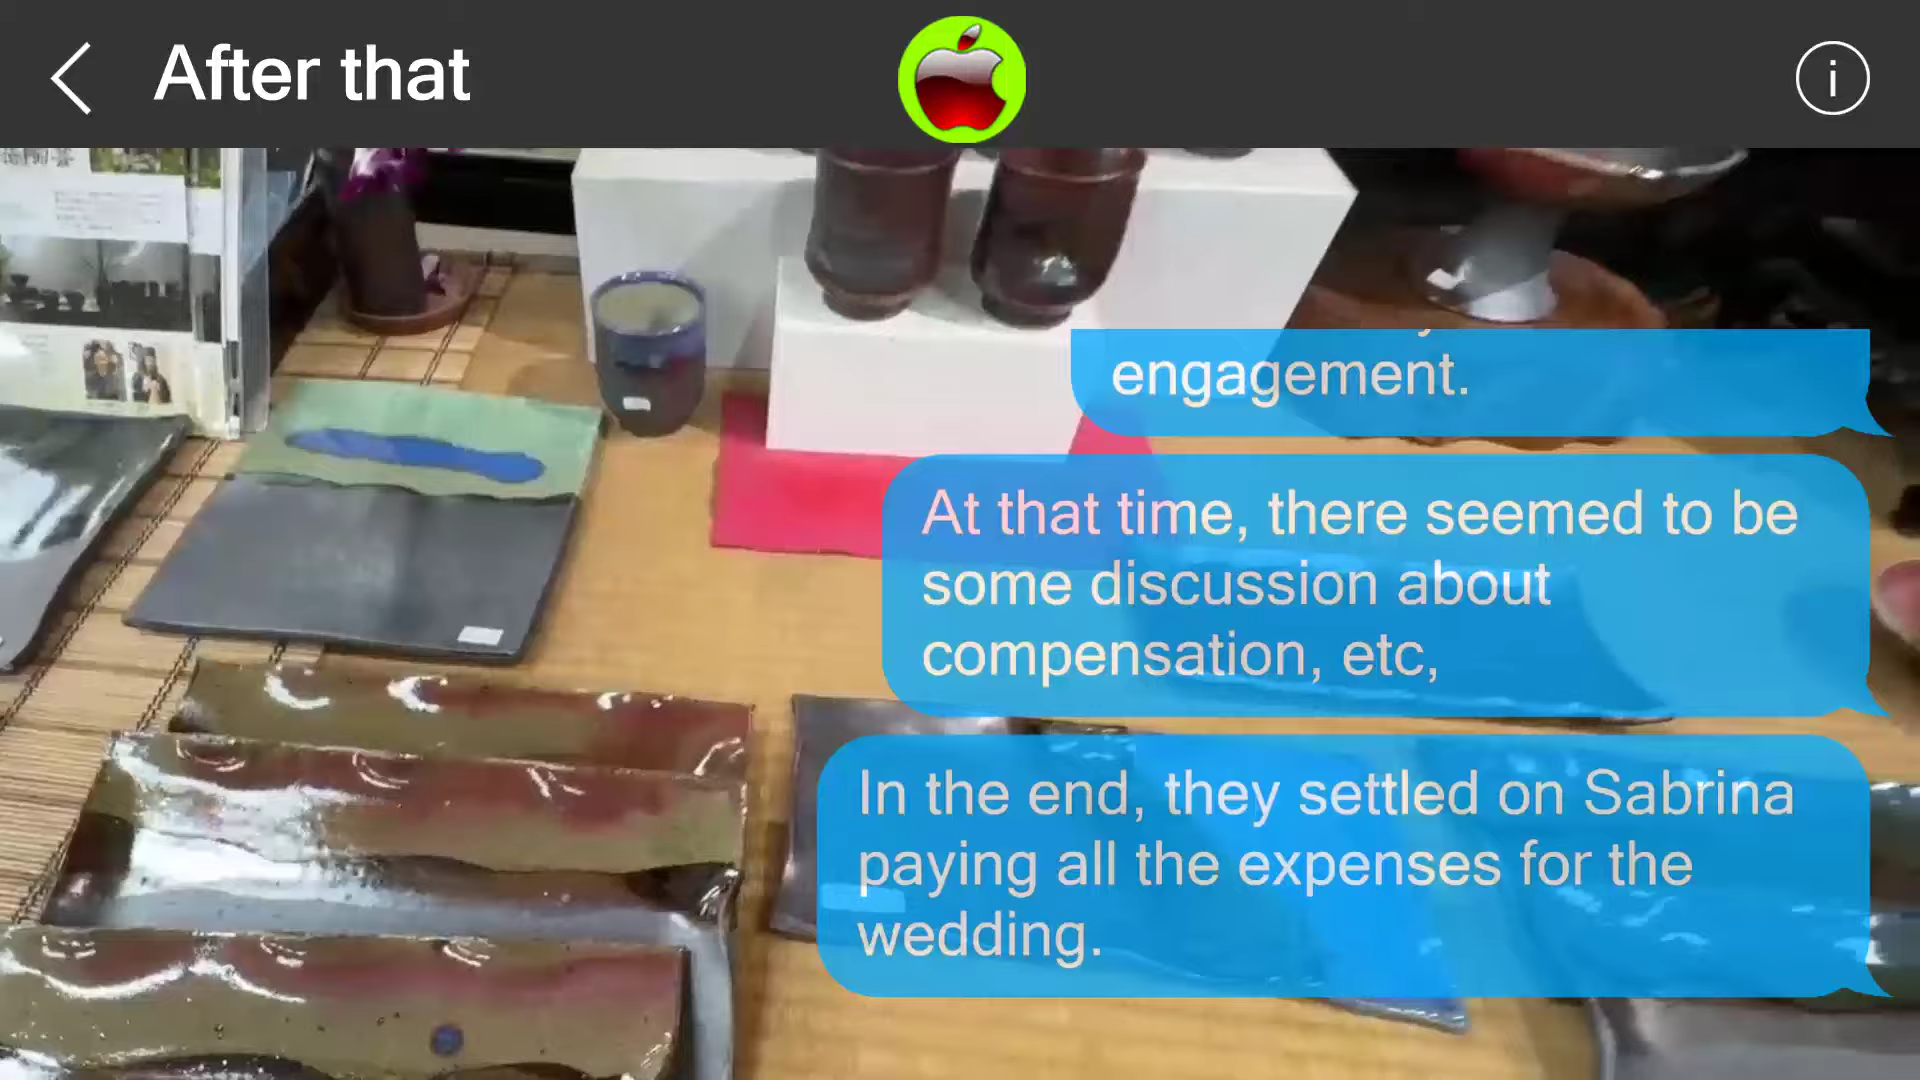 After that
i
engagement.
At that time, there seemed to be
some discussion about
compensation, etc,
In the end, they settled on Sabrina
paying all the expenses for the
wedding.